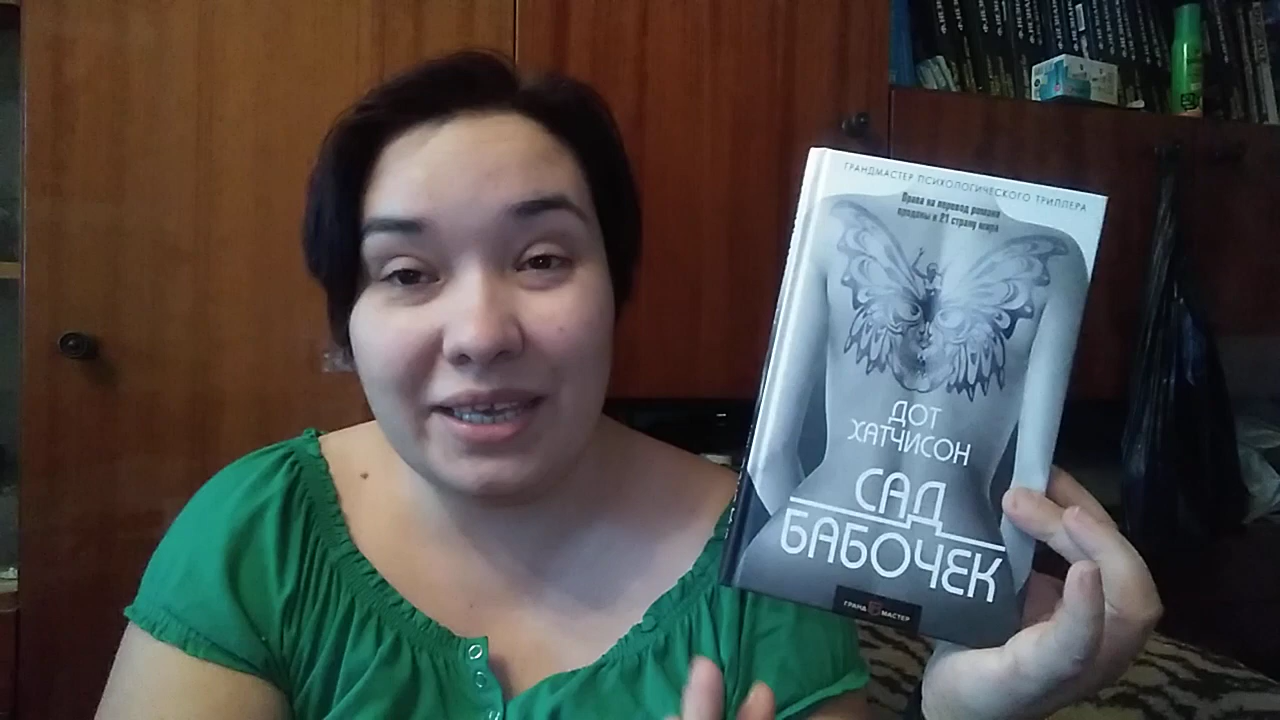 ГРАНДМАСТЕР ПСИХОЛОГИЧЕСКОГО ТРИЛЛЕРА
Права на перевод романа
проданы в 21 страну мира
ДОТ
ХАТЧИСОН
САД
БАБОЧЕК
ГРАНД МАСТЕР